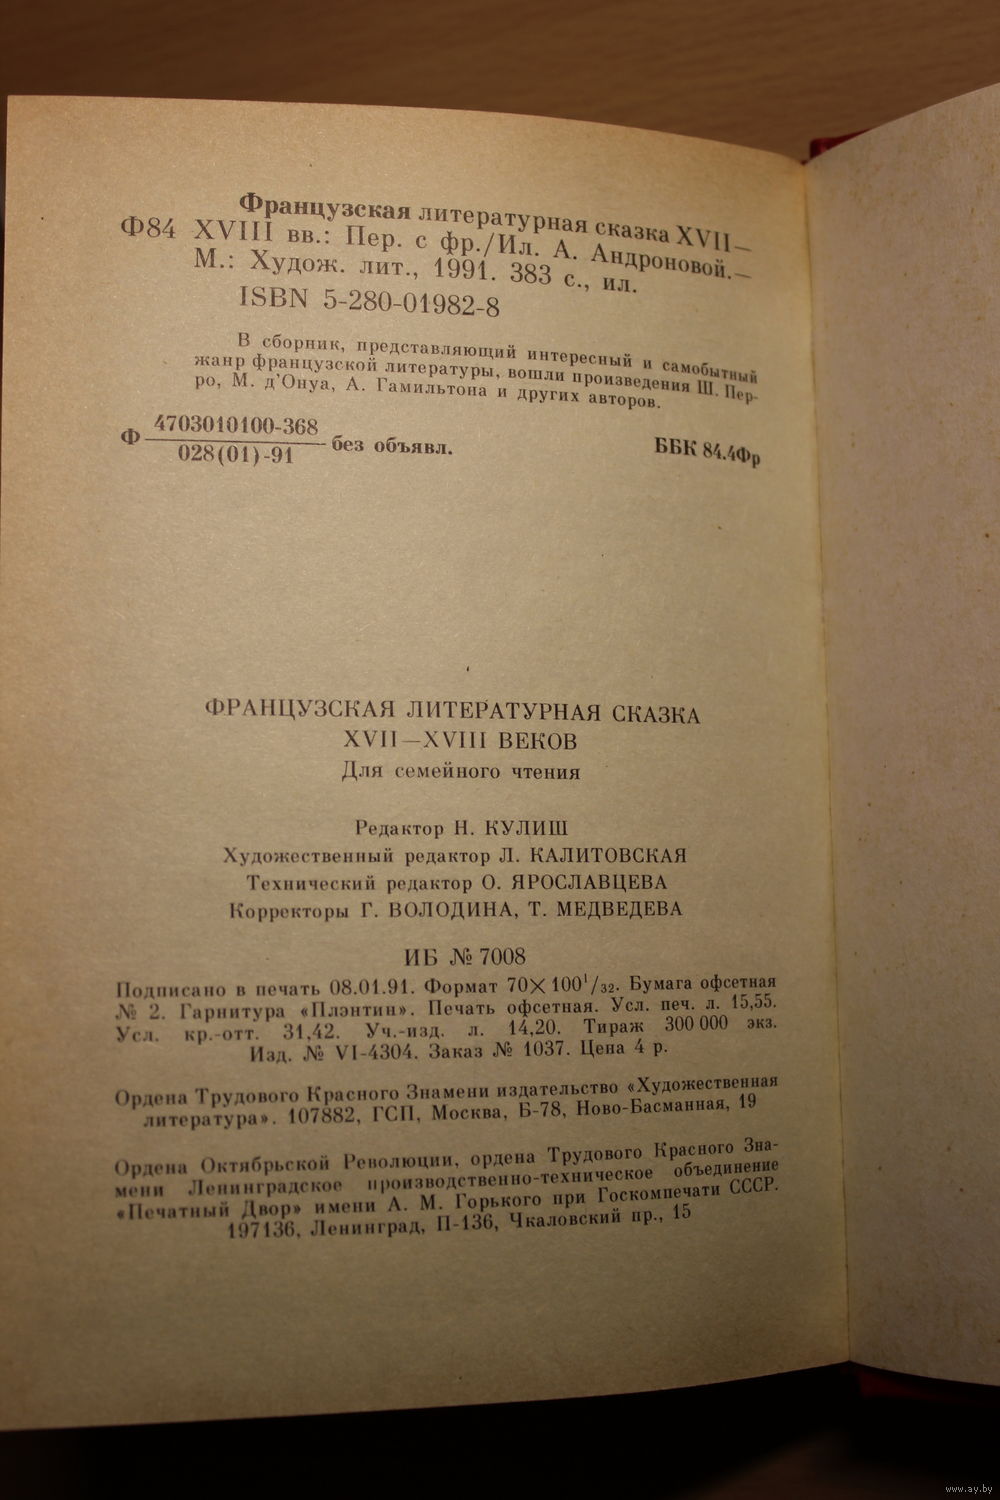 Французская литературная сказка XVII—
Ф84 XVIII вв.: Пер. с фр./Ил. А. Андроновой.—
М.: Худож. лит., 1991. 383 с., ил.
ISBN 5-280-01982-8
В сборник, представляющий интересный и самобытный
жанр французской литературы, вошли произведения Ш. Пер-
ро, М. д'Онуа, А. Гамильтона и других авторов.
Ф 4703010100-368
028(01)-91 без объявл.
ББК 84.4Фр
ФРАНЦУЗСКАЯ ЛИТЕРАТУРНАЯ СКАЗКА
XVII—XVIII ВЕКОВ
Для семейного чтения
Редактор Н. КУЛИШ
Художественный редактор Л. КАЛИТОВСКАЯ
Технический редактор О. ЯРОСЛАВЦЕВА
Корректоры Г. ВОЛОДИНА, Т. МЕДВЕДЕВА
ИБ № 7008
Подписано в печать 08.01.91. Формат 70×100¹/₃₂. Бумага офсетная
№ 2. Гарнитура «Плэнтин». Печать офсетная. Усл. печ. л. 15,55.
Усл. кр.-отт. 31,42. Уч.-изд. л. 14,20. Тираж 300 000 экз.
Изд. № VI-4304. Заказ № 1037. Цена 4 р.
Ордена Трудового Красного Знамени издательство «Художественная
литература». 107882, ГСП, Москва, Б-78, Ново-Басманная, 19
Ордена Октябрьской Революции, ордена Трудового Красного Зна-
мени Ленинградское производственно-техническое объединение
«Печатный Двор» имени А. М. Горького при Госкомпечати СССР.
197136, Ленинград, П-136, Чкаловский пр., 15
www.ay.by